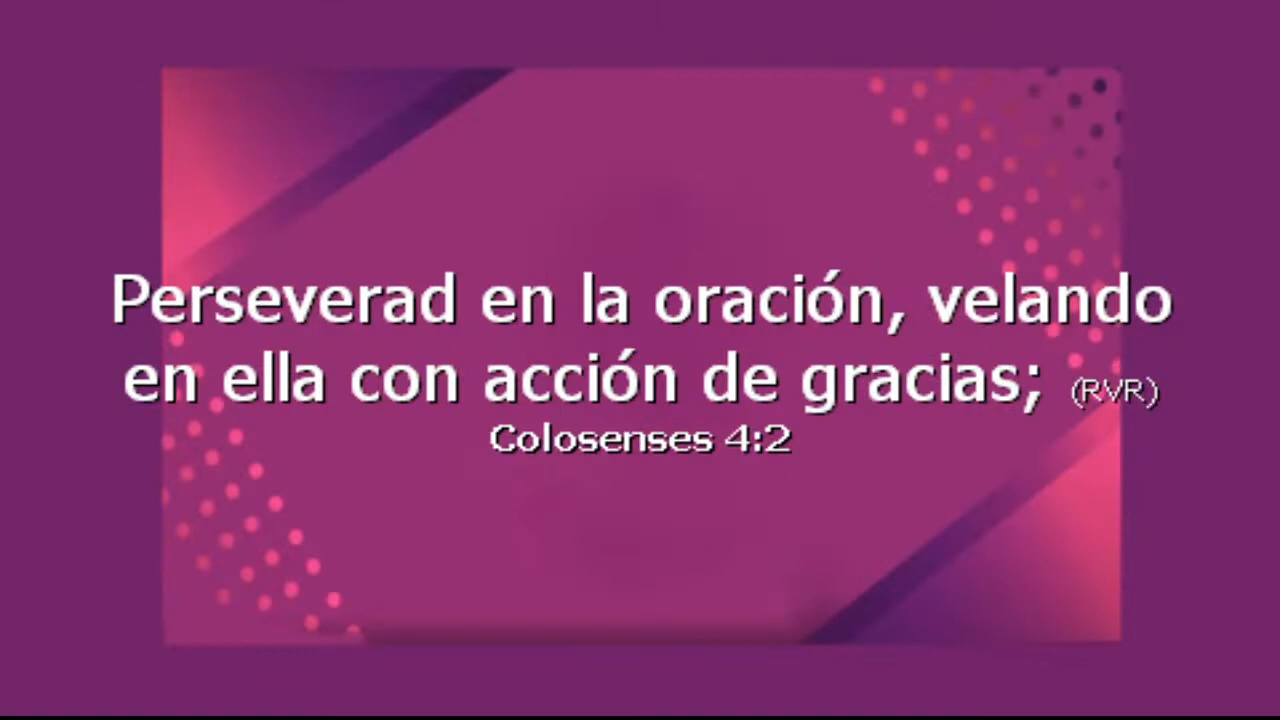 Perseverad en la oración, velando
en ella con acción de gracias; (RVR)
Colosenses 4:2